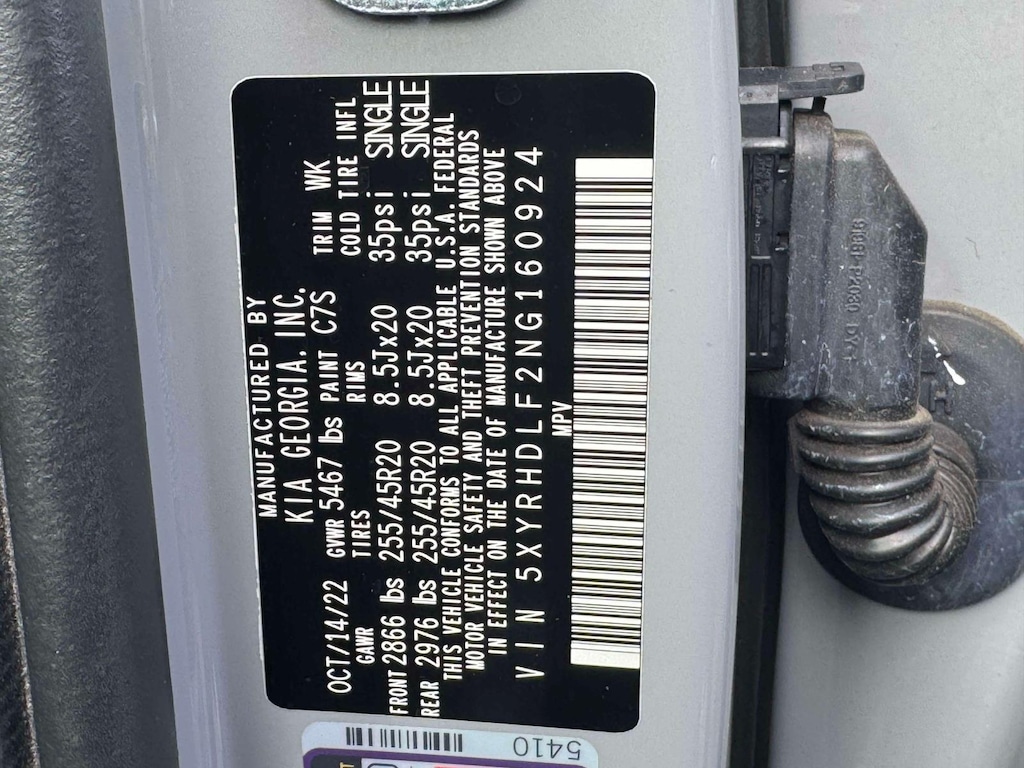 MANUFACTURED BY
KIA GEORGIA. INC.
OCT/14/22 GVWR 5467 lbs PAINT C7S TRIM WK
GAWR TIRES RIMS COLD TIRE INFL
FRONT 2866 lbs 255/45R20 8.5Jx20 35psi SINGLE
REAR 2976 lbs 255/45R20 8.5Jx20 35psi SINGLE
THIS VEHICLE CONFORMS TO ALL APPLICABLE U.S.A. FEDERAL
MOTOR VEHICLE SAFETY AND THEFT PREVENTION STANDARDS
IN EFFECT ON THE DATE OF MANUFACTURE SHOWN ABOVE
VIN 5XYRHDLF2NG160924
MPV
5410